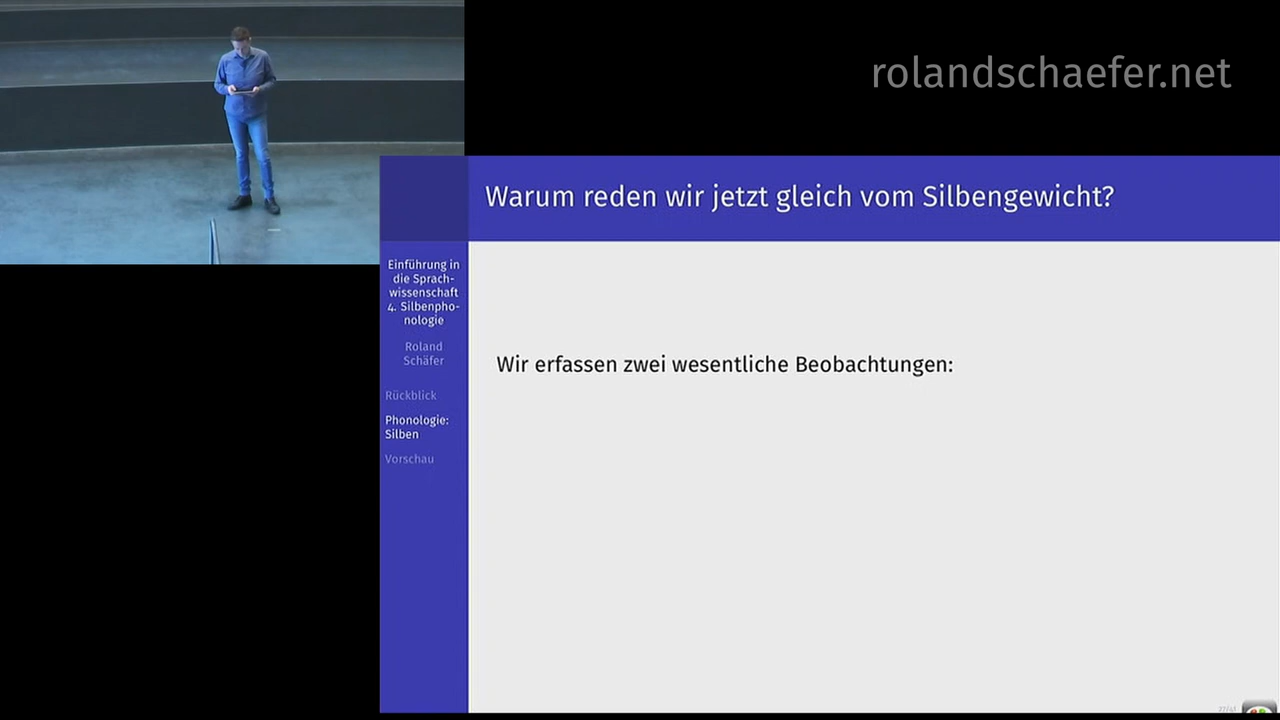 rolandschaefer.net
Warum reden wir jetzt gleich vom Silbengewicht?
Einführung in
die Sprach-
wissenschaft
4. Silbenpho-
nologie
Roland
Schäfer
Rückblick
Phonologie:
Silben
Vorschau
Wir erfassen zwei wesentliche Beobachtungen: